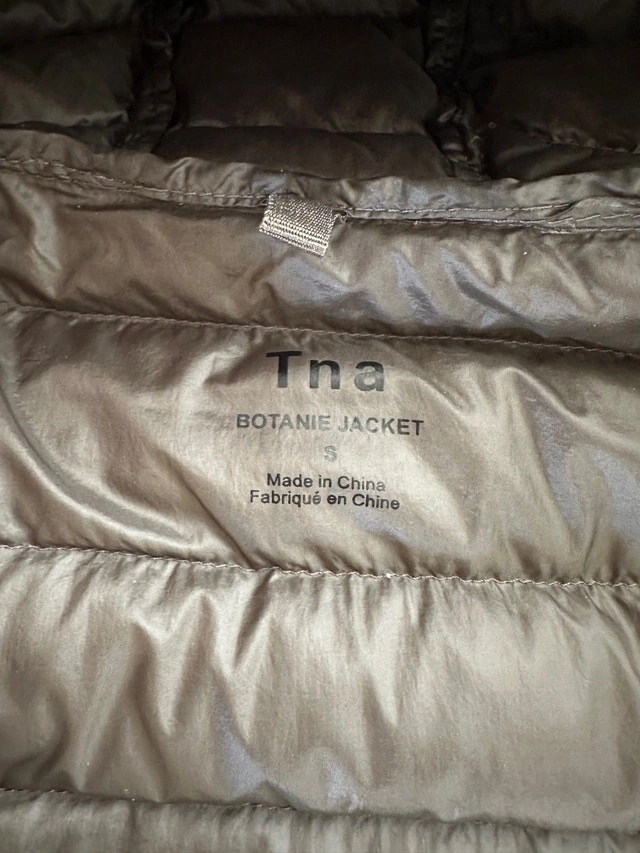 Tna
BOTANIE JACKET
S
Made in China
Fabriqué en Chine